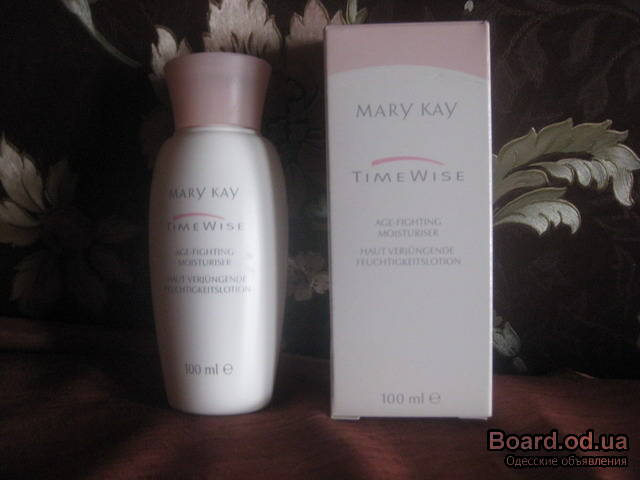 MARY KAY
TIMEWISE
AGE-FIGHTING
MOISTURISER
HAUT VERJÜNGENDE
FEUCHTIGKEITSLOTION
100 ml ℮
MARY KAY
TIMEWISE
AGE-FIGHTING
MOISTURISER
HAUT VERJÜNGENDE
FEUCHTIGKEITSLOTION
100 ml ℮
Board.od.ua
Одесские объявления